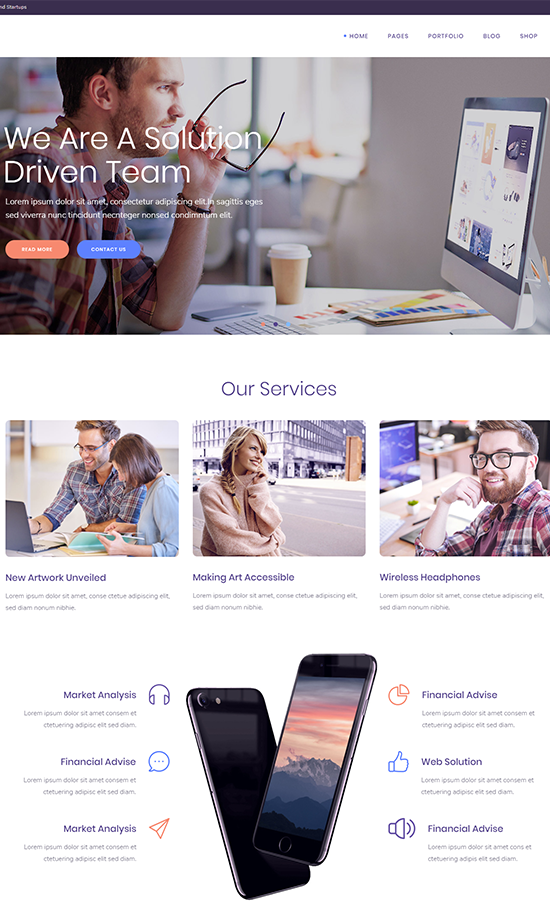 nd Startups
HOME PAGES PORTFOLIO BLOG SHOP
We Are A Solution
Driven Team
Lorem ipsum dolor sit amet, consectetur adipiscing elit.In sagittis eges
sed viverra nunc tincidunt necnteger nonsed condimntum elit.
READ MORE CONTACT US
Our Services
New Artwork Unveiled
Lorem ipsum dolor sit amet, conse ctetue adipiscing elit,
sed diam nonum nibhie.
Making Art Accessible
Lorem ipsum dolor sit amet, conse ctetue adipiscing elit,
sed diam nonum nibhie.
Wireless Headphones
Lorem ipsum dolor sit amet, conse ctetue adipiscing elit,
sed diam nonum nibhie.
Market Analysis
Lorem ipsum dolor sit amet consem et
ctetuering adipisc elit sed diam.
Financial Advise
Lorem ipsum dolor sit amet consem et
ctetuering adipisc elit sed diam.
Market Analysis
Lorem ipsum dolor sit amet consem et
ctetuering adipisc elit sed diam.
Financial Advise
Lorem ipsum dolor sit amet consem et
ctetuering adipisc elit sed diam.
Web Solution
Lorem ipsum dolor sit amet consem et
ctetuering adipisc elit sed diam.
Financial Advise
Lorem ipsum dolor sit amet cons em et
ctetuering adipis elit sed diam.